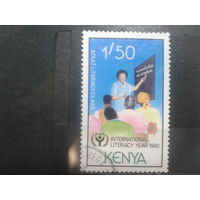 1/50
ADULT LITERACY CLASS
INTERNATIONAL
LITERACY YEAR 1990
KENYA